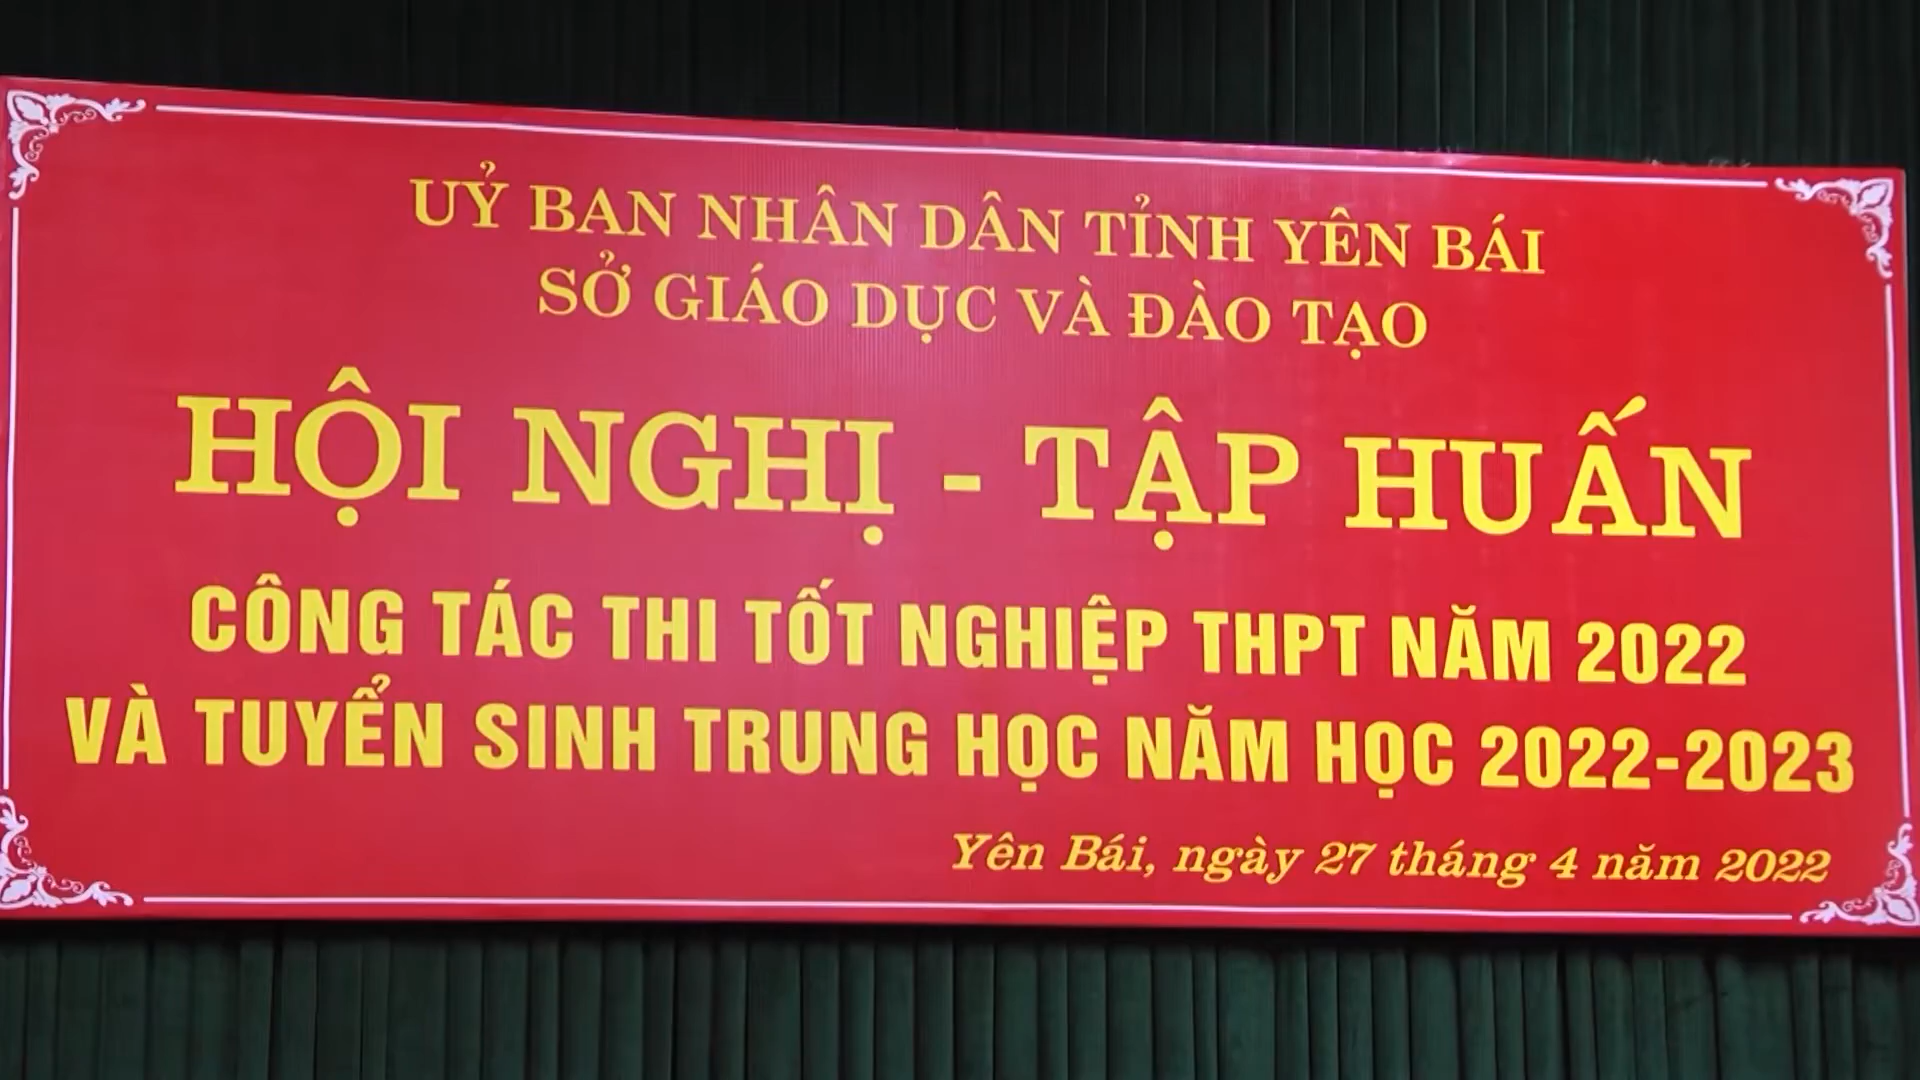 UỶ BAN NHÂN DÂN TỈNH YÊN BÁI
SỞ GIÁO DỤC VÀ ĐÀO TẠO
HỘI NGHỊ - TẬP HUẤN
CÔNG TÁC THI TỐT NGHIỆP THPT NĂM 2022
VÀ TUYỂN SINH TRUNG HỌC NĂM HỌC 2022-2023
Yên Bái, ngày 27 tháng 4 năm 2022